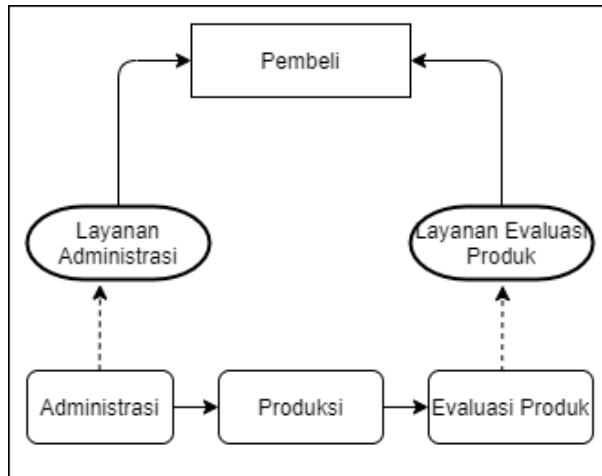 Pembeli
Layanan
Administrasi
Layanan Evaluasi
Produk
Administrasi
Produksi
Evaluasi Produk